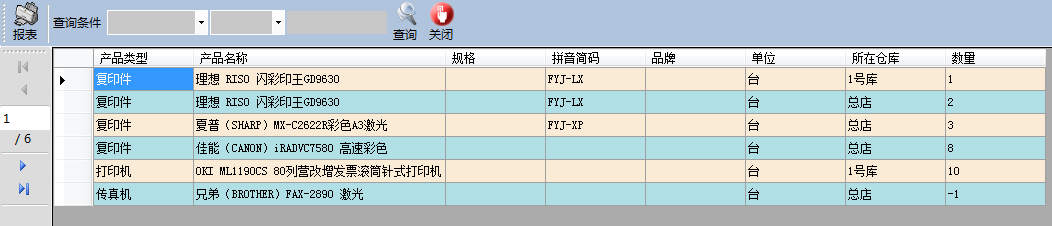 报表 查询条件 查询 关闭
产品类型 产品名称 规格 拼音简码 品牌 单位 所在仓库 数量
复印件 理想 RISO 闪彩印王GD9630 FYJ-LX 台 1号库 1
复印件 理想 RISO 闪彩印王GD9630 FYJ-LX 台 总店 2
1
复印件 夏普（SHARP）MX-C2622R彩色A3激光 FYJ-XP 台 总店 3
/ 6
复印件 佳能（CANON）iRADVC7580 高速彩色 台 总店 8
打印机 OKI ML1190CS 80列营改增发票滚筒针式打印机 台 1号库 10
传真机 兄弟（BROTHER）FAX-2890 激光 台 总店 -1